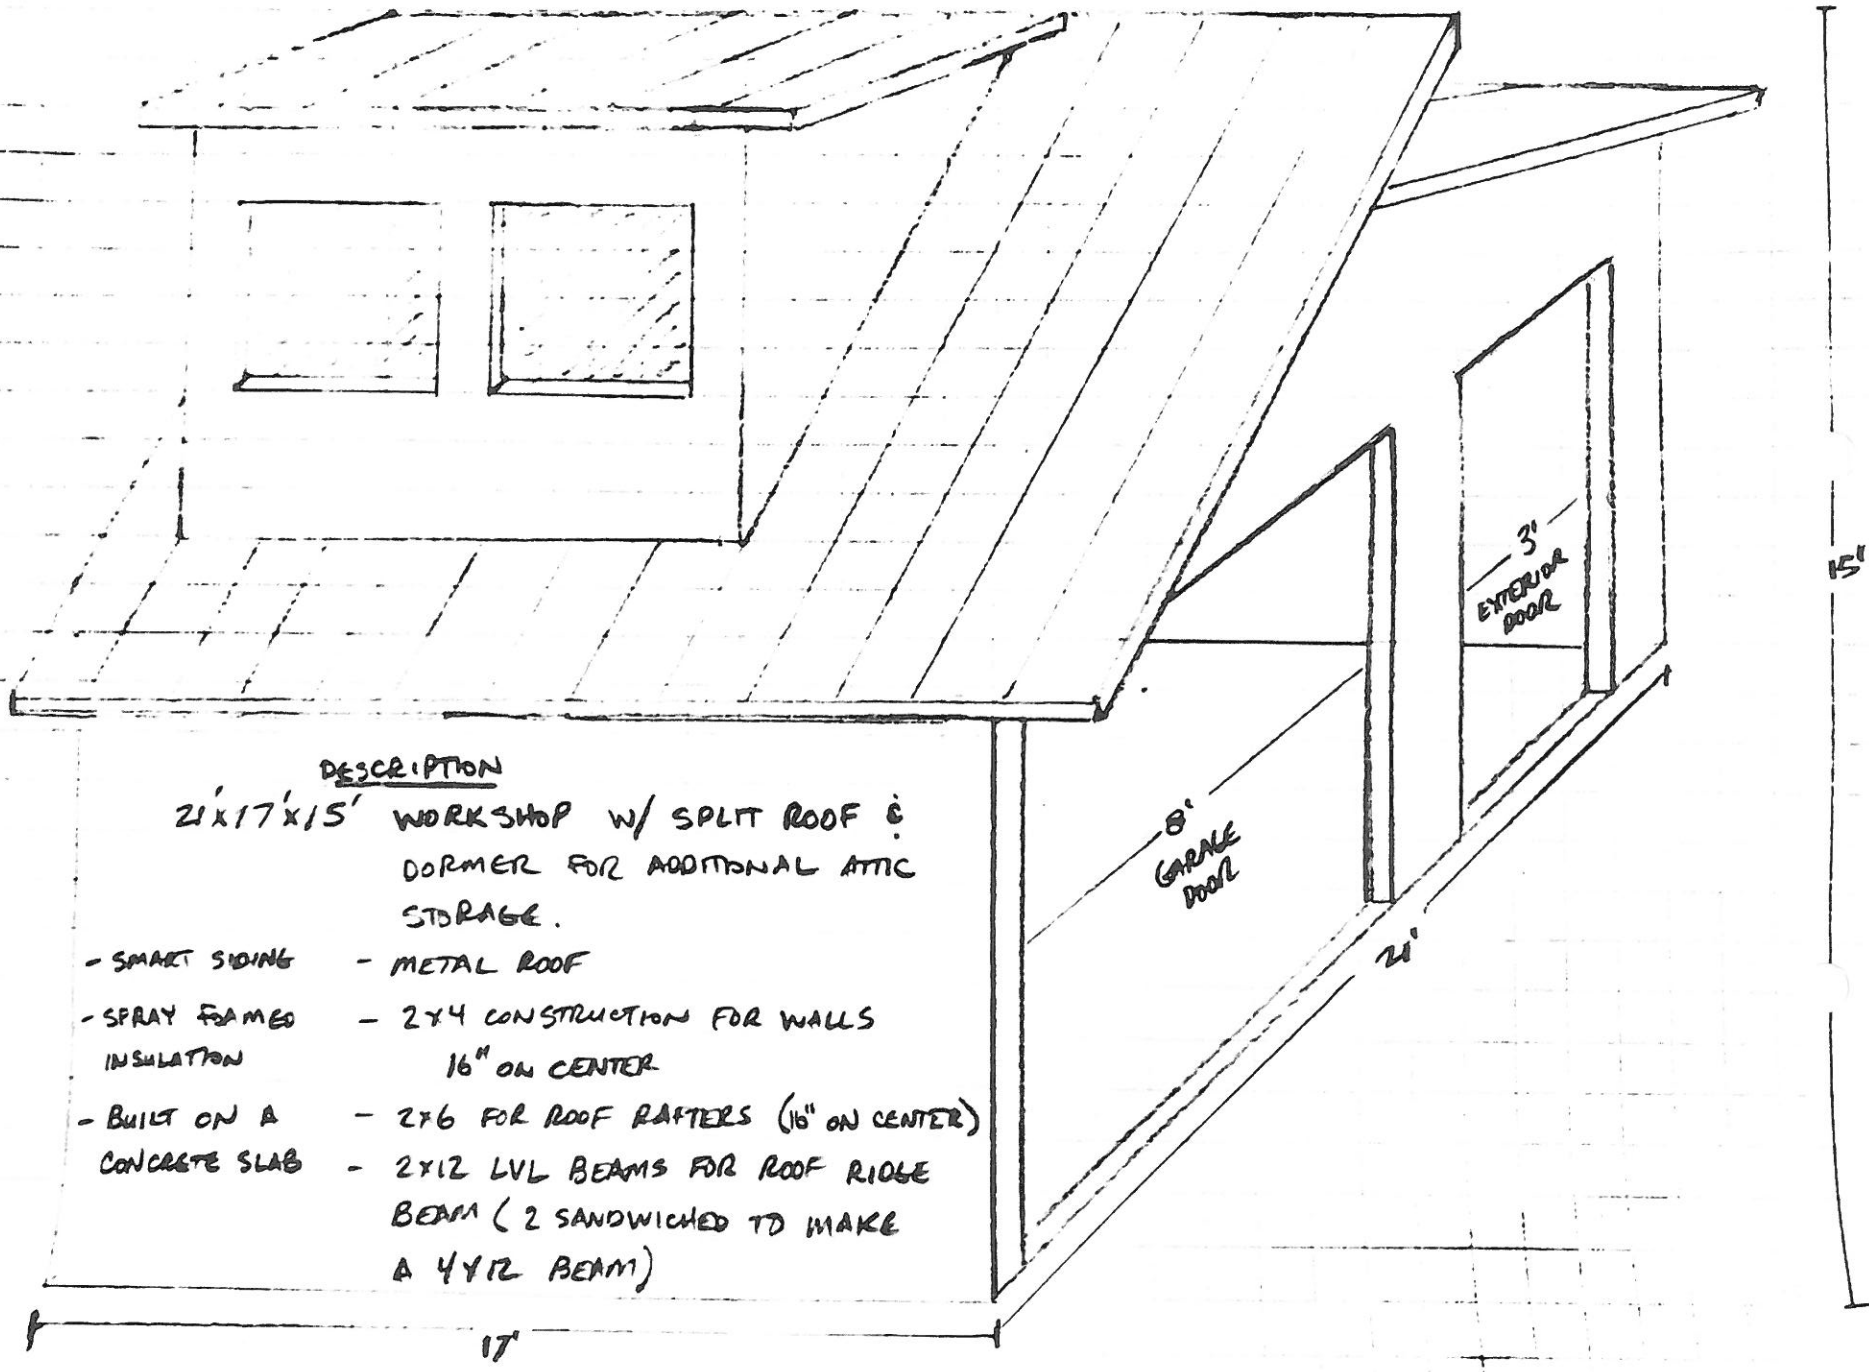 15'
3'
EXTERIOR
DOOR
8'
GARAGE
DOOR
21'
DESCRIPTION
21'x17'x15' WORKSHOP W/ SPLIT ROOF &
DORMER FOR ADDITIONAL ATTIC
STORAGE.
- SMART SIDING
- SPRAY FOAMED
INSULATION
- BUILT ON A
CONCRETE SLAB
- METAL ROOF
- 2x4 CONSTRUCTION FOR WALLS
16" ON CENTER
- 2x6 FOR ROOF RAFTERS (16" ON CENTER)
- 2x12 LVL BEAMS FOR ROOF RIDGE
BEAM (2 SANDWICHED TO MAKE
A 4x12 BEAM)
17'